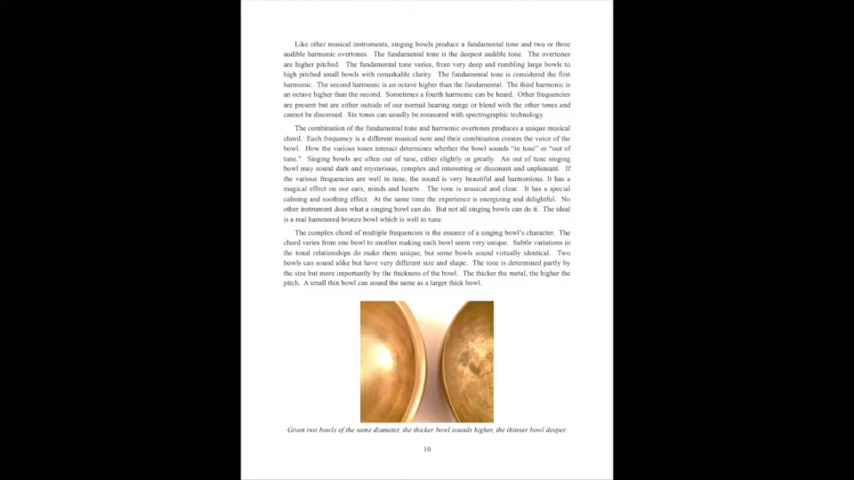 Like other musical instruments, singing bowls produce a fundamental tone and two or three
audible harmonic overtones. The fundamental tone is the deepest audible tone. The overtones
are higher pitched. The fundamental tone varies, from very deep and rumbling large bowls to
high pitched small bowls with remarkable clarity. The fundamental tone is considered the first
harmonic. The second harmonic is an octave higher than the fundamental. The third harmonic is
an octave higher than the second. Sometimes a fourth harmonic can be heard. Other frequencies
are present but are either outside of our normal hearing range or blend with the other tones and
cannot be discerned. Six tones can usually be measured with spectrographic technology.
The combination of the fundamental tone and harmonic overtones produces a unique musical
chord. Each frequency is a different musical note and their combination creates the voice of the
bowl. How the various tones interact determines whether the bowl sounds “in tune” or “out of
tune.” Singing bowls are often out of tune, either slightly or greatly. An out of tune singing
bowl may sound dark and mysterious, complex and interesting or dissonant and unpleasant. If
the various frequencies are well in tune, the sound is very beautiful and harmonious. It has a
magical effect on our ears, minds and hearts. The tone is musical and clear. It has a special
calming and soothing effect. At the same time the experience is energizing and delightful. No
other instrument does what a singing bowl can do. But not all singing bowls can do it. The ideal
is a real hammered bronze bowl which is well in tune.
The complex chord of multiple frequencies is the essence of a singing bowl’s character. The
chord varies from one bowl to another making each bowl seem very unique. Subtle variations in
the tonal relationships do make them unique, but some bowls sound virtually identical. Two
bowls can sound alike but have very different size and shape. The tone is determined partly by
the size but more importantly by the thickness of the bowl. The thicker the metal, the higher the
pitch. A small thin bowl can sound the same as a larger thick bowl.
Given two bowls of the same diameter, the thicker bowl sounds higher, the thinner bowl deeper.
10